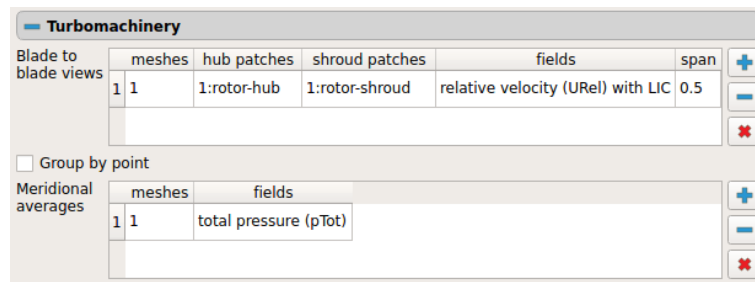 Turbomachinery
Blade to
blade views
meshes hub patches shroud patches fields span
1 1 1:rotor-hub 1:rotor-shroud relative velocity (URel) with LIC 0.5
Group by point
Meridional
averages
meshes fields
1 1 total pressure (pTot)